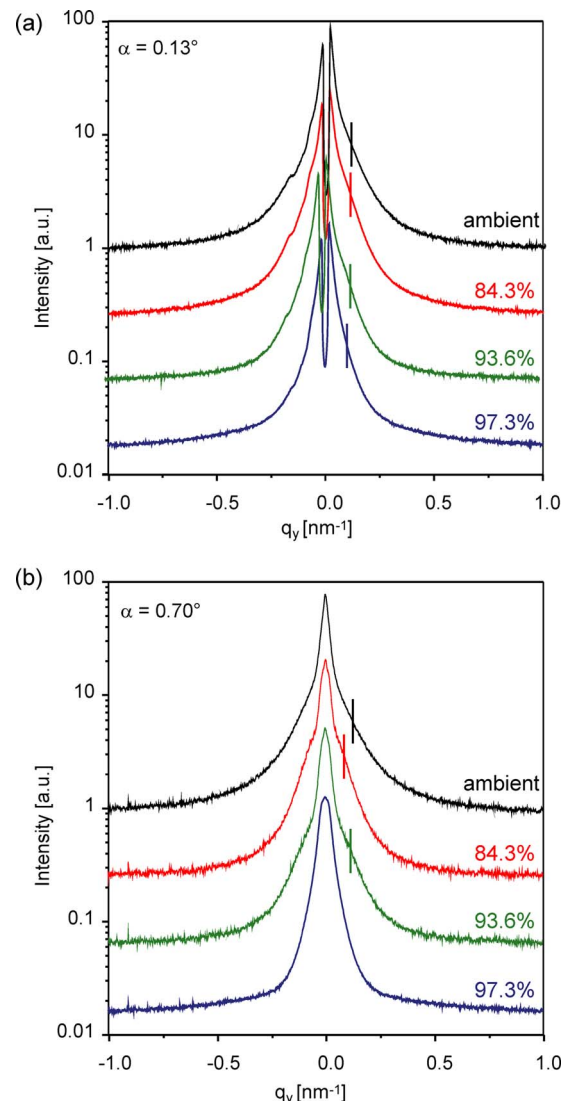 (a)
α = 0.13°
100
10
1
0.1
0.01
Intensity [a.u.]
ambient
84.3%
93.6%
97.3%
-1.0 -0.5 0.0 0.5 1.0
qy [nm-1]
(b)
α = 0.70°
100
10
1
0.1
0.01
Intensity [a.u.]
ambient
84.3%
93.6%
97.3%
-1.0 -0.5 0.0 0.5 1.0
qy [nm-1]